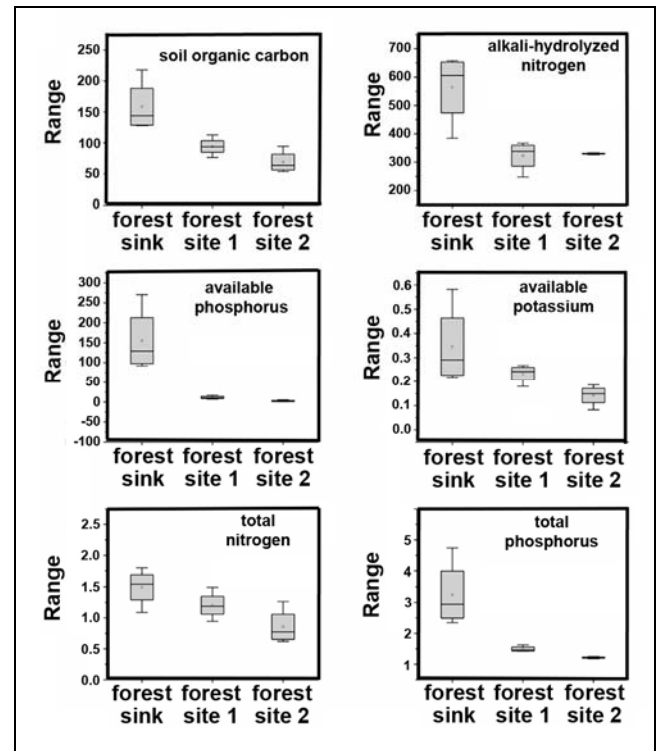 soil organic carbon
250
200
150
100
50
0
Range
forest forest forest
sink site 1 site 2
alkali-hydrolyzed
nitrogen
700
600
500
400
300
200
Range
forest forest forest
sink site 1 site 2
available
phosphorus
300
250
200
150
100
50
0
-50
-100
Range
forest forest forest
sink site 1 site 2
available
potassium
0.6
0.5
0.4
0.3
0.2
0.1
0.0
Range
forest forest forest
sink site 1 site 2
total
nitrogen
2.5
2.0
1.5
1.0
0.5
0.0
Range
forest forest forest
sink site 1 site 2
total
phosphorus
5
4
3
2
1
Range
forest forest forest
sink site 1 site 2